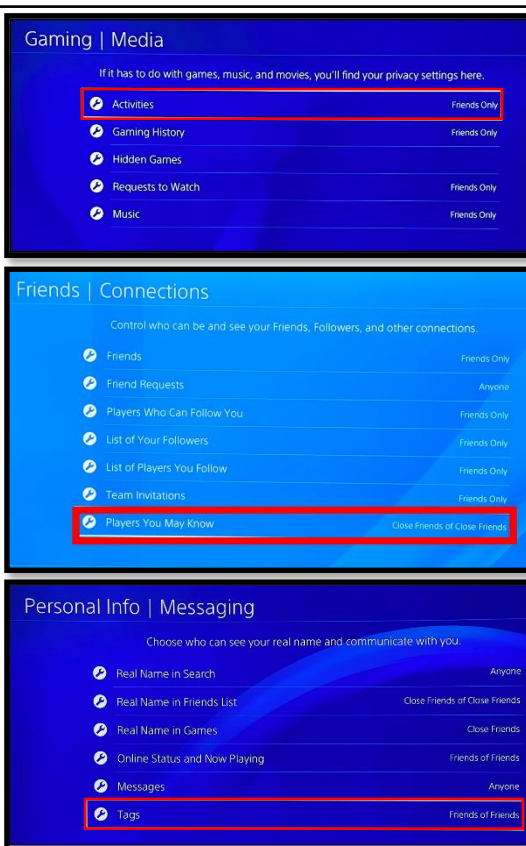 Gaming | Media
If it has to do with games, music, and movies, you'll find your privacy settings here.
Activities Friends Only
Gaming History Friends Only
Hidden Games
Requests to Watch Friends Only
Music Friends Only
Friends | Connections
Control who can be and see your Friends, Followers, and other connections.
Friends Friends Only
Friend Requests Anyone
Players Who Can Follow You Friends Only
List of Your Followers Friends Only
List of Players You Follow Friends Only
Team Invitations Friends Only
Players You May Know Close Friends of Close Friends
Personal Info | Messaging
Choose who can see your real name and communicate with you.
Real Name in Search Anyone
Real Name in Friends List Close Friends of Close Friends
Real Name in Games Close Friends
Online Status and Now Playing Friends of Friends
Messages Anyone
Tags Friends of Friends